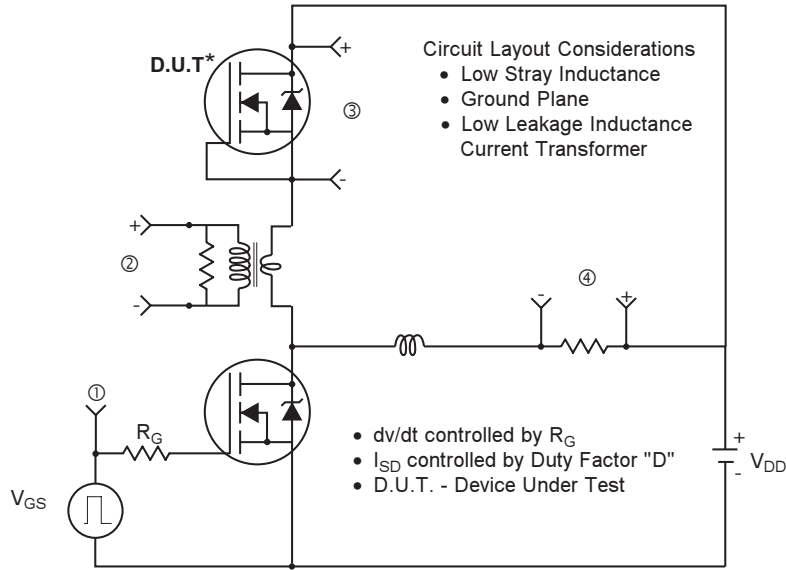 D.U.T*
+
③
-
Circuit Layout Considerations
• Low Stray Inductance
• Ground Plane
• Low Leakage Inductance
Current Transformer
+
②
-
④
- +
①
R_G
V_GS
• dv/dt controlled by R_G
• I_SD controlled by Duty Factor "D"
• D.U.T. - Device Under Test
+
V_DD
-